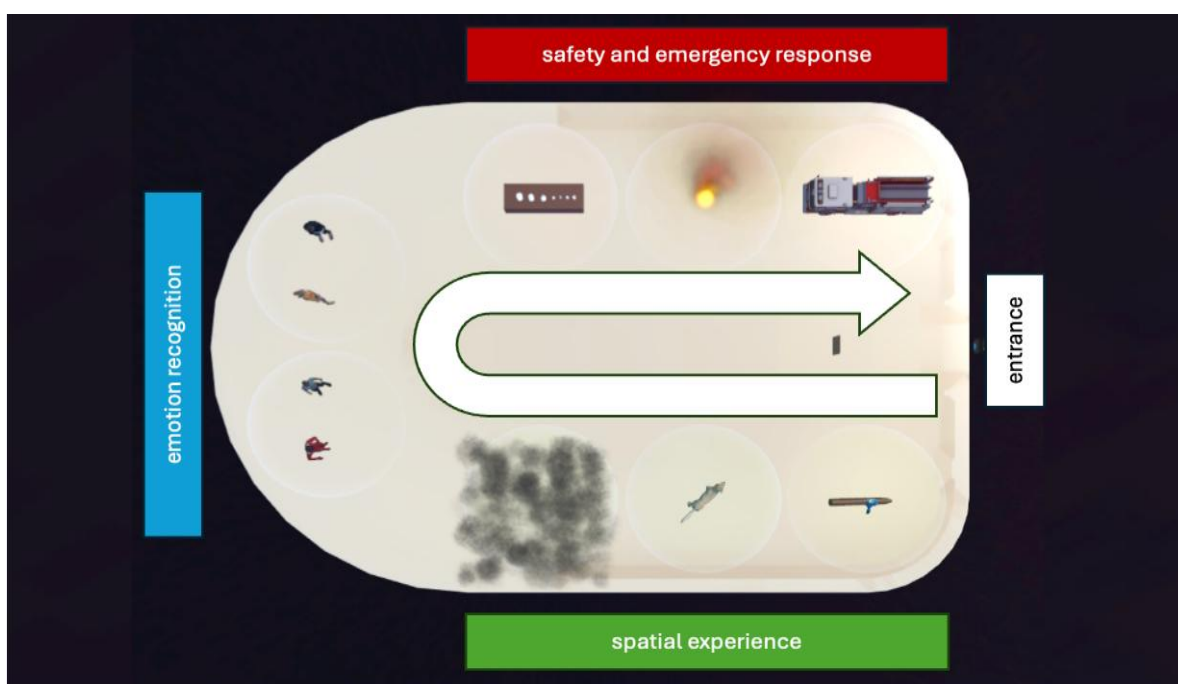 safety and emergency response
emotion recognition
entrance
spatial experience